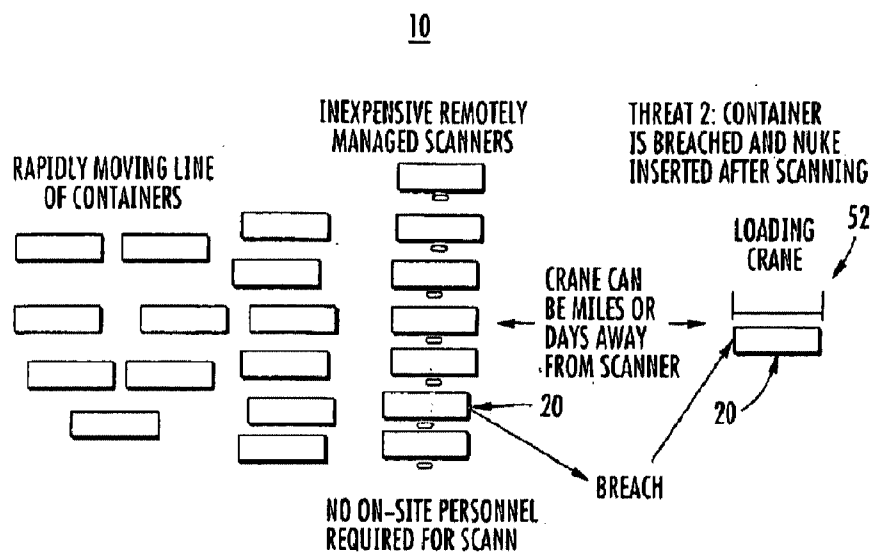 10
INEXPENSIVE REMOTELY
MANAGED SCANNERS
THREAT 2: CONTAINER
IS BREACHED AND NUKE
INSERTED AFTER SCANNING
RAPIDLY MOVING LINE
OF CONTAINERS
LOADING
CRANE
52
CRANE CAN
BE MILES OR
DAYS AWAY
FROM SCANNER
20
20
BREACH
NO ON-SITE PERSONNEL
REQUIRED FOR SCANN